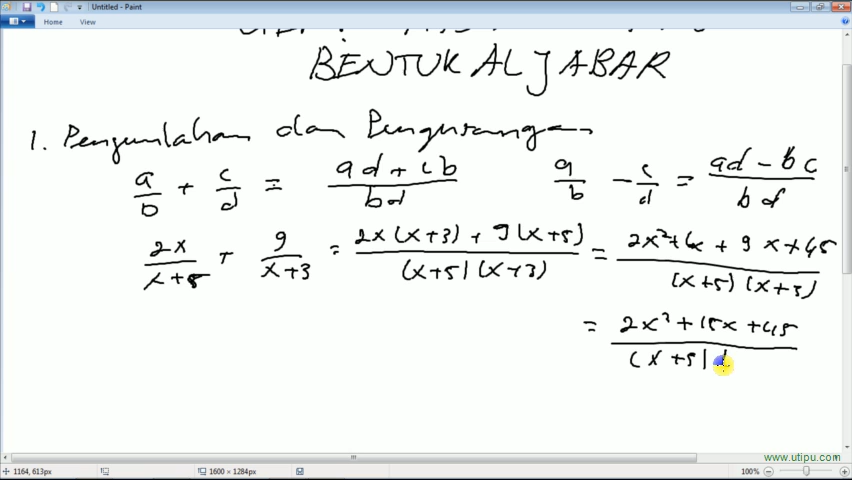 Untitled - Paint
Home View
BENTUK ALJABAR
1. Pengumlahan dan Pengurangan
a/b + c/d = ad + cb/bd a/b - c/d = ad - bc/bd
2x/x+5 + 9/x+3 = 2x(x+3) + 9(x+5)/(x+5)(x+3) = 2x²+6x + 9x+45/(x+5)(x+3)
= 2x²+15x+45/(x+5)
www.utipu.com
1164, 613px 1600 × 1284px 100%